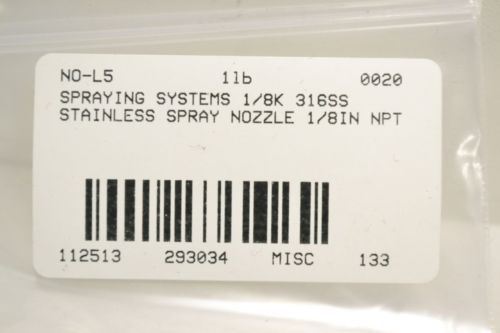 NO-L5 1lb 0020
SPRAYING SYSTEMS 1/8K 316SS
STAINLESS SPRAY NOZZLE 1/8IN NPT
112513 293034 MISC 133